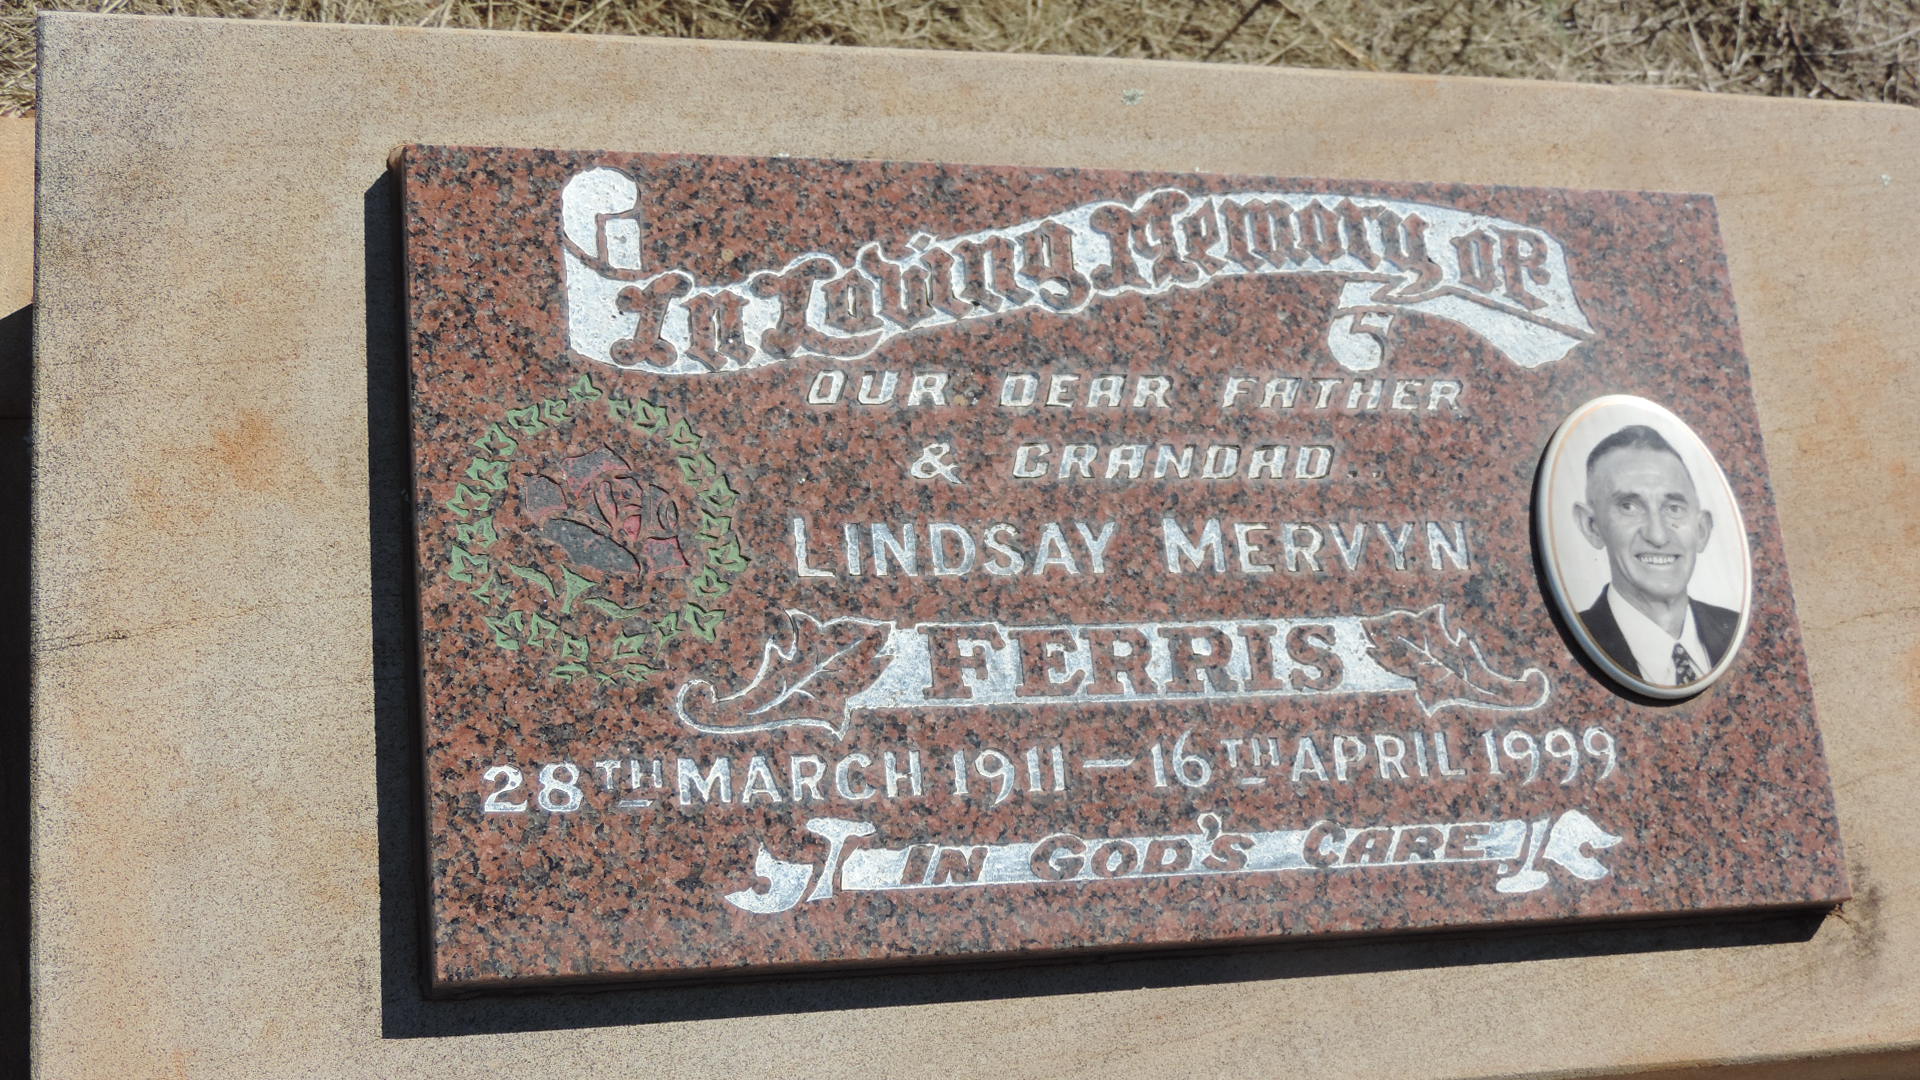 In Loving Memory of
OUR DEAR FATHER
& GRANDAD..
LINDSAY MERVYN
FERRIS
28TH MARCH 1911 – 16TH APRIL 1999
IN GOD'S CARE